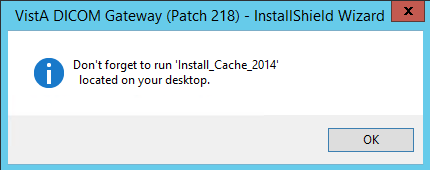 VistA DICOM Gateway (Patch 218) - InstallShield Wizard
x
Don't forget to run 'Install_Cache_2014'
located on your desktop.
OK